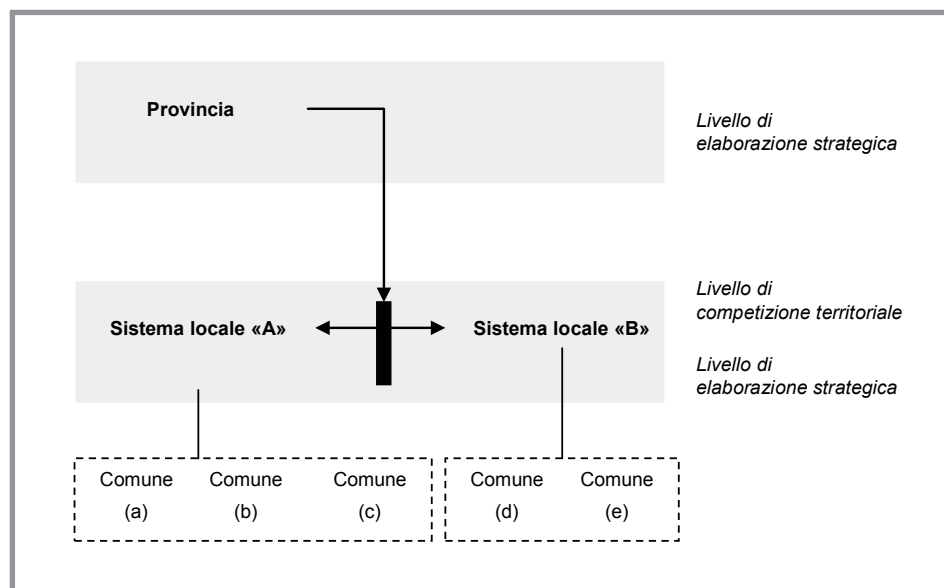 Provincia
Livello di
elaborazione strategica
Livello di
competizione territoriale
Sistema locale «A»
Sistema locale «B»
Livello di
elaborazione strategica
Comune Comune Comune Comune Comune
(a) (b) (c) (d) (e)